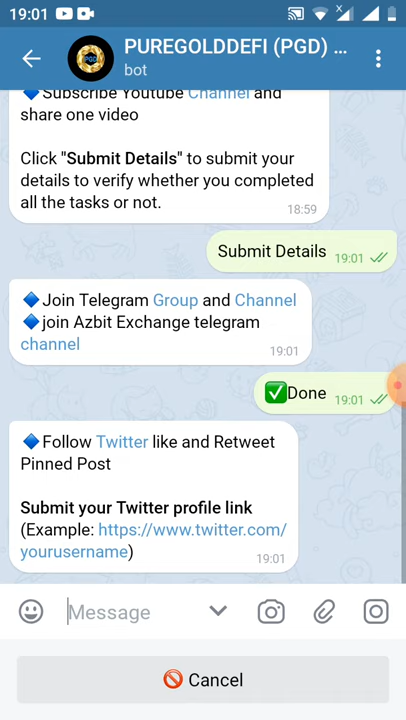 19:01
PUREGOLDDEFI (PGD) ...
bot
PGD
🔷Subscribe Youtube Channel and
share one video
Click "Submit Details" to submit your
details to verify whether you completed
all the tasks or not.
18:59
Submit Details
19:01
🔷Join Telegram Group and Channel
🔷join Azbit Exchange telegram
channel
19:01
✅Done
19:01
🔷Follow Twitter like and Retweet
Pinned Post
Submit your Twitter profile link
(Example: https://www.twitter.com/
yourusername)
19:01
Message
🚫 Cancel